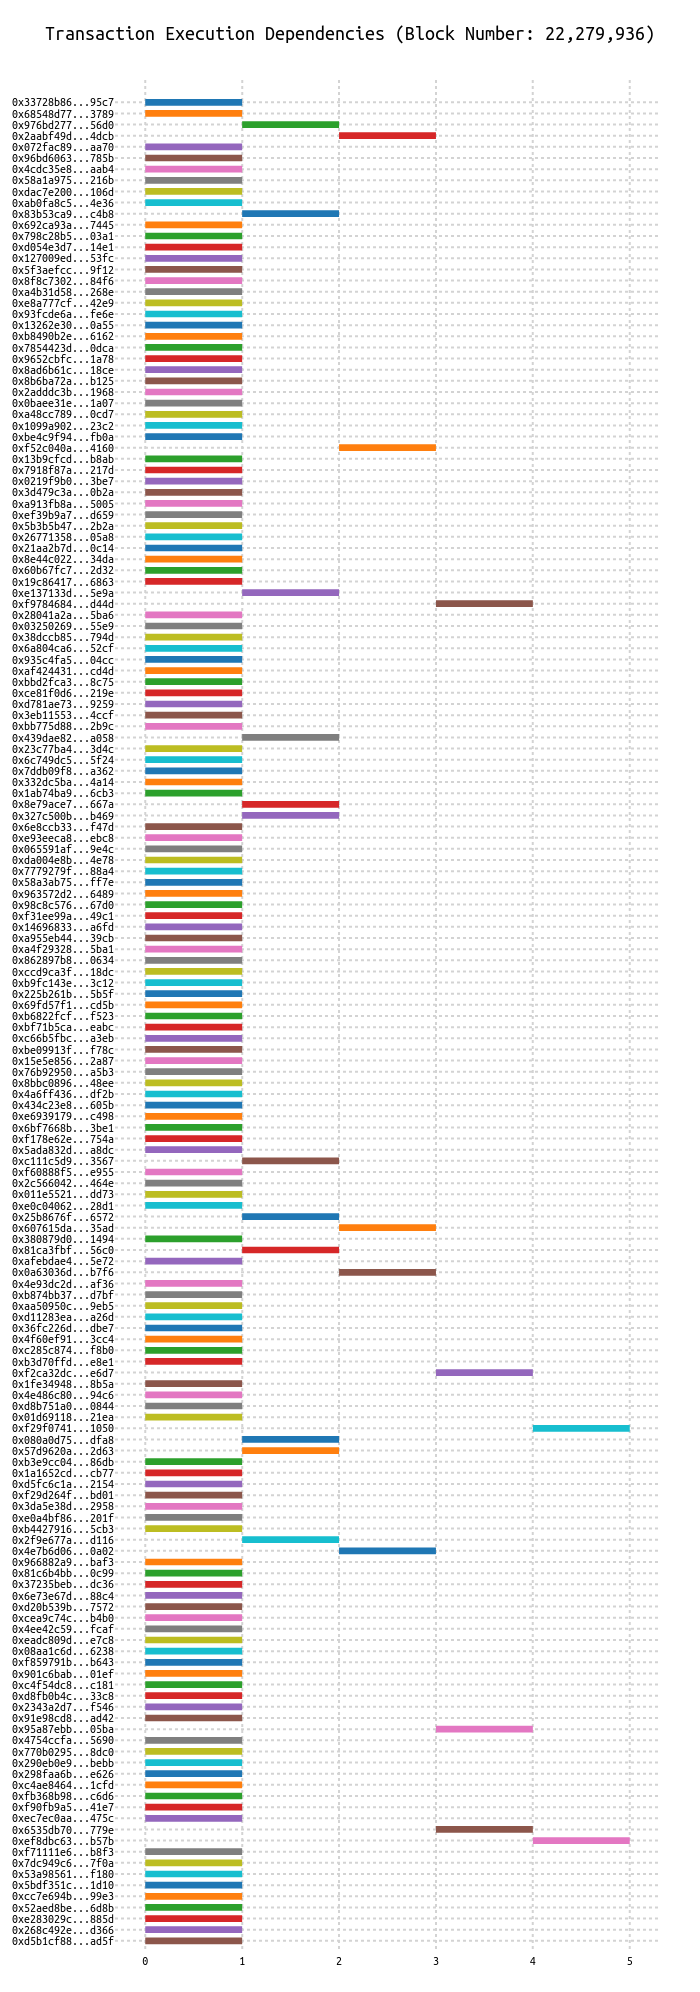 Transaction Execution Dependencies (Block Number: 22,279,936)
0x33728b86...95c7
0x68548d77...3789
0x976bd277...56d0
0x2aabf49d...4dcb
0x072fac89...aa70
0x96bd6063...785b
0x4cdc35e8...aab4
0x58a1a975...216b
0xdac7e200...106d
0xab0fa8c5...4e36
0x83b53ca9...c4b8
0x692ca93a...7445
0x798c28b5...03a1
0xd054e3d7...14e1
0x127009ed...53fc
0x5f3aefcc...9f12
0x8f8c7302...84f6
0xa4b31d58...268e
0xe8a777cf...42e9
0x93fcde6a...fe6e
0x13262e30...0a55
0xb8490b2e...6162
0x7854423d...0dca
0x9652cbfc...1a78
0x8ad6b61c...18ce
0x8b6ba72a...b125
0x2adddc3b...1968
0x0baee31e...1a07
0xa48cc789...0cd7
0x1099a902...23c2
0xbe4c9f94...fb0a
0xf52c040a...4160
0x13b9cfcd...b8ab
0x7918f87a...217d
0x0219f9b0...3be7
0x3d479c3a...0b2a
0xa913fb8a...5005
0xef39b9a7...d659
0x5b3b5b47...2b2a
0x26771358...05a8
0x21aa2b7d...0c14
0x8e44c022...34da
0x60b67fc7...2d32
0x19c86417...6863
0xe137133d...5e9a
0xf9784684...d44d
0x28041a2a...5ba6
0x03250269...55e9
0x38dccb85...794d
0x6a804ca6...52cf
0x935c4fa5...04cc
0xaf424431...cd4d
0xbbd2fca3...8c75
0xce81f0d6...219e
0xd781ae73...9259
0x3eb11553...4ccf
0xbb775d88...2b9c
0x439dae82...a058
0x23c77ba4...3d4c
0x6c749dc5...5f24
0x7ddb09f8...a362
0x332dc5ba...4a14
0x1ab74ba9...6cb3
0x8e79ace7...667a
0x327c500b...b469
0x6e8ccb33...f47d
0xe93eeca8...ebc8
0x065591af...9e4c
0xda004e8b...4e78
0x7779279f...88a4
0x58a3ab75...ff7e
0x963572d2...6489
0x98c8c576...67d0
0xf31ee99a...49c1
0x14696833...a6fd
0xa955eb44...39cb
0xa4f29328...5ba1
0x862897b8...0634
0xccd9ca3f...18dc
0xb9fc143e...3c12
0x225b261b...5b5f
0x69fd57f1...cd5b
0xb6822fcf...f523
0xbf71b5ca...eabc
0xc66b5fbc...a3eb
0xbe09913f...f78c
0x15e5e856...2a87
0x76b92950...a5b3
0x8bbc0896...48ee
0x4a6ff436...df2b
0x434c23e8...605b
0xe6939179...c498
0x6bf7668b...3be1
0xf178e62e...754a
0x5ada832d...a8dc
0xc111c5d9...3567
0xf60888f5...e955
0x2c566042...464e
0x011e5521...dd73
0xe0c04062...28d1
0x25b8676f...6572
0x607615da...35ad
0x380879d0...1494
0x81ca3fbf...56c0
0xafebdae4...5e72
0x0a63036d...b7f6
0x4e93dc2d...af36
0xb874bb37...d7bf
0xaa50950c...9eb5
0xd11283ea...a26d
0x36fc226d...dbe7
0x4f60ef91...3cc4
0xc285c874...f8b0
0xb3d70ffd...e8e1
0xf2ca32dc...e6d7
0x1fe34948...8b5a
0x4e486c80...94c6
0xd8b751a0...0844
0x01d69118...21ea
0xf29f0741...1050
0x080a0d75...dfa8
0x57d9620a...2d63
0xb3e9cc04...86db
0x1a1652cd...cb77
0xd5fc6c1a...2154
0xf29d264f...bd01
0x3da5e38d...2958
0xe0a4bf86...201f
0xb4427916...5cb3
0x2f9e677a...d116
0x4e7b6d06...0a02
0x966882a9...baf3
0x81c6b4bb...0c99
0x37235beb...dc36
0x6e73e67d...88c4
0xd20b539b...7572
0xcea9c74c...b4b0
0x4ee42c59...fcaf
0xeadc809d...e7c8
0x08aa1c6d...6238
0xf859791b...b643
0x901c6bab...01ef
0xc4f54dc8...c181
0xd8fb0b4c...33c8
0x2343a2d7...f546
0x91e98cd8...ad42
0x95a87ebb...05ba
0x4754ccfa...5690
0x770b0295...8dc0
0x290eb0e9...bebb
0x298faa6b...e626
0xc4ae8464...1cfd
0xfb368b98...c6d6
0xf90fb9a5...41e7
0xec7ec0aa...475c
0x6535db70...779e
0xef8dbc63...b57b
0xf71111e6...b8f3
0x7dc949c6...7f0a
0x53a98561...f180
0x5bdf351c...1d10
0xcc7e694b...99e3
0x52aed8be...6d8b
0xe283029c...885d
0x268c492e...d366
0xd5b1cf88...ad5f
0 1 2 3 4 5